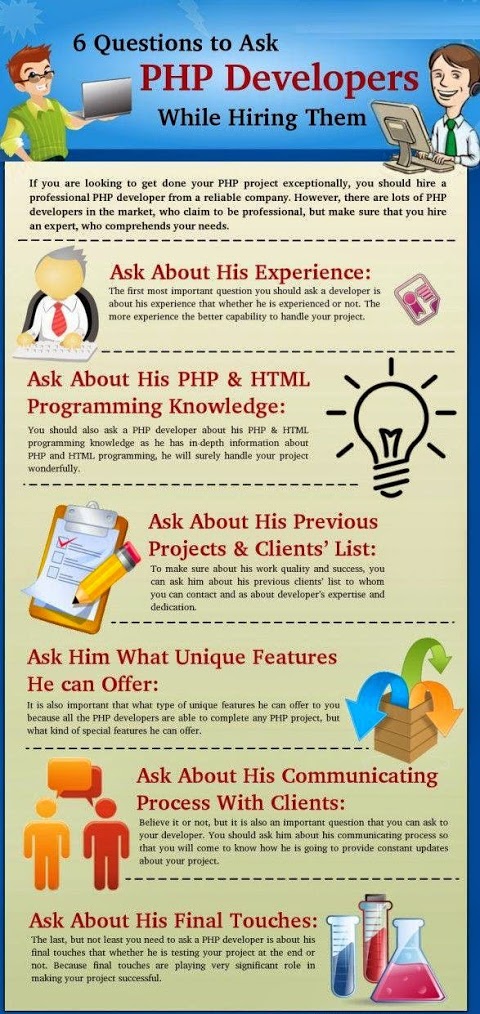 6 Questions to Ask
PHP Developers
While Hiring Them
If you are looking to get done your PHP project exceptionally, you should hire a
professional PHP developer from a reliable company. However, there are lots of PHP
developers in the market, who claim to be professional, but make sure that you hire
an expert, who comprehends your needs.
Ask About His Experience:
The first most important question you should ask a developer is
about his experience that whether he is experienced or not. The
more experience the better capability to handle your project.
Ask About His PHP & HTML
Programming Knowledge:
You should also ask a PHP developer about his PHP & HTML
programming knowledge as he has in-depth information about
PHP and HTML programming, he will surely handle your project
wonderfully.
Ask About His Previous
Projects & Clients' List:
To make sure about his work quality and success, you
can ask him about his previous clients' list to whom
you can contact and as about developer's expertise and
dedication.
Ask Him What Unique Features
He can Offer:
It is also important that what type of unique features he can offer to you
because all the PHP developers are able to complete any PHP project, but
what kind of special features he can offer.
Ask About His Communicating
Process With Clients:
Believe it or not, but it is also an important question that you can ask to
your developer. You should ask him about his communicating process so
that you will come to know how he is going to provide constant updates
about your project.
Ask About His Final Touches:
The last, but not least you need to ask a PHP developer is about his
final touches that whether he is testing your project at the end or
not. Because final touches are playing very significant role in
making your project successful.